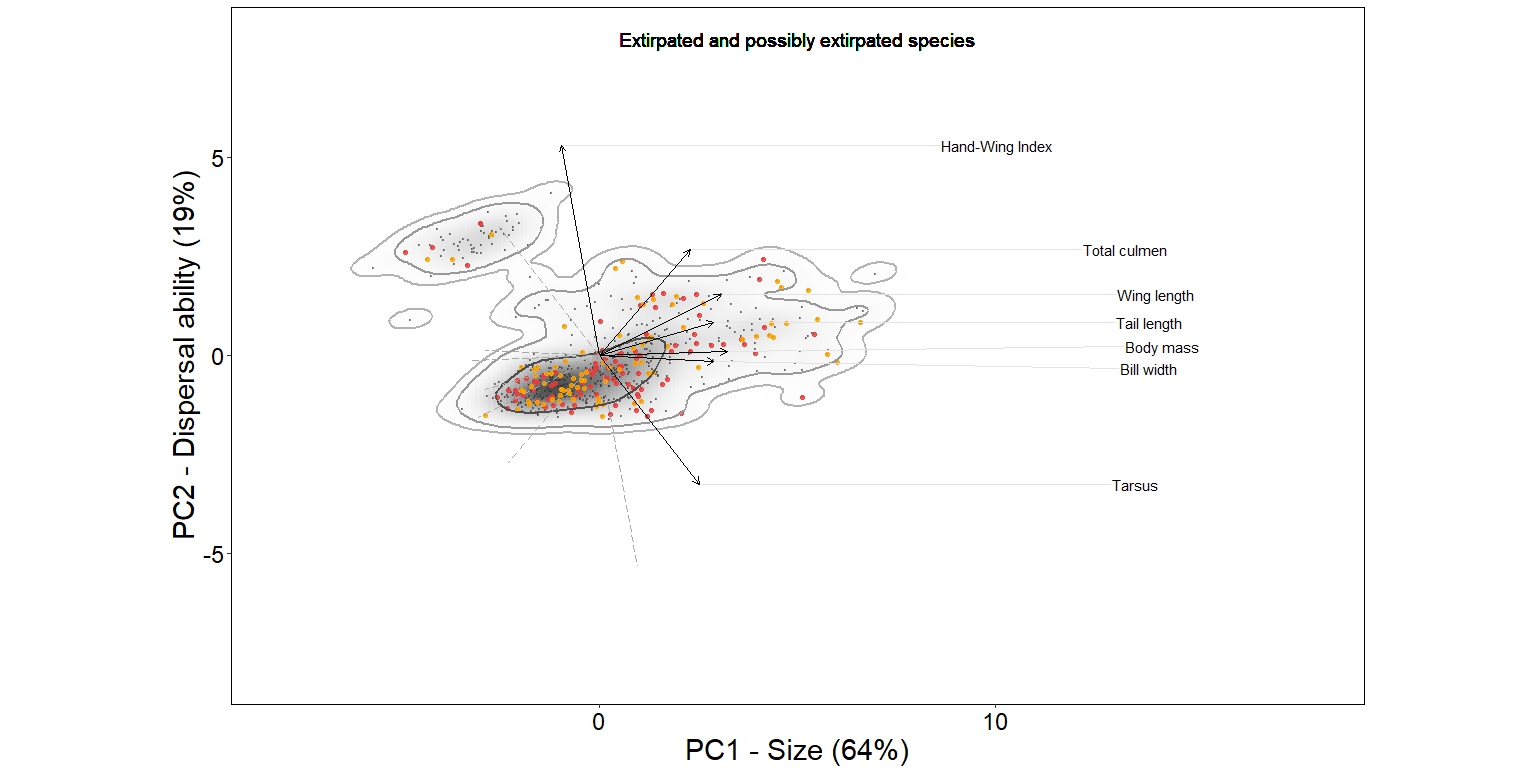 Extirpated and possibly extirpated species
Hand-Wing Index
Total culmen
Wing length
Tail length
Body mass
Bill width
Tarsus
5
0
-5
PC2 - Dispersal ability (19%)
0
10
PC1 - Size (64%)